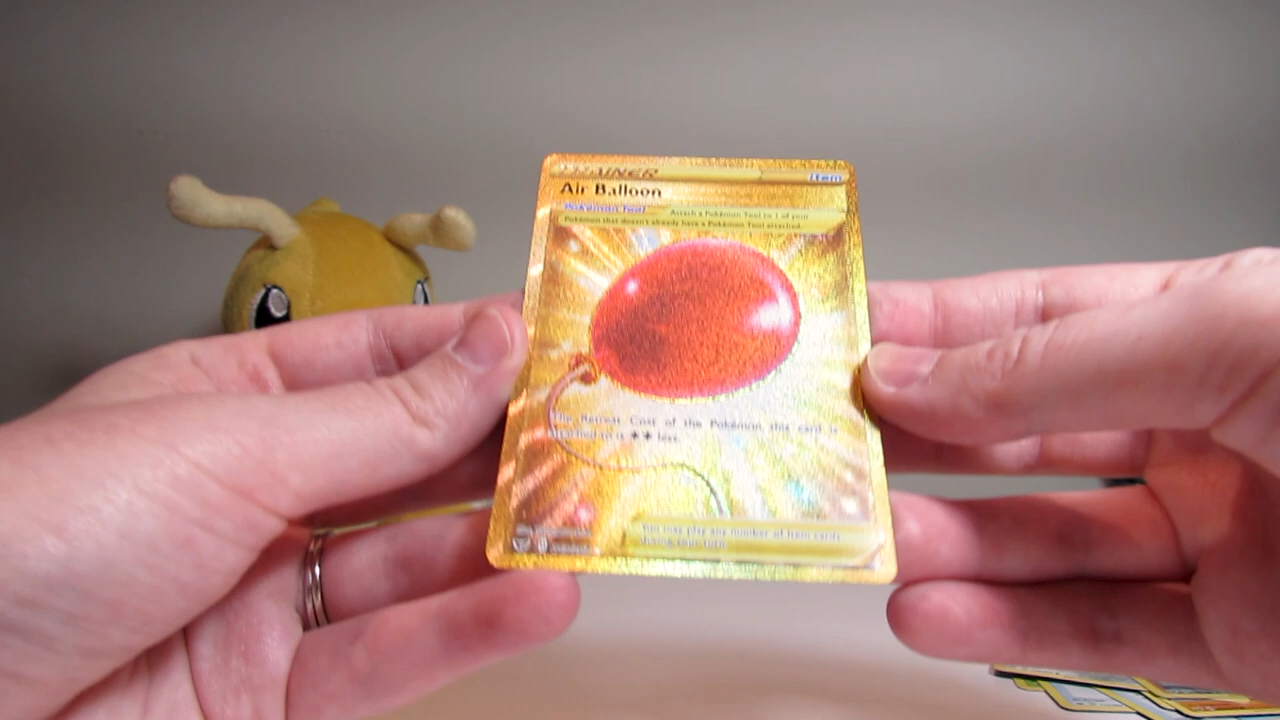 TRAINER
Item
Air Balloon
Pokémon Tool Attach a Pokémon Tool to 1 of your
Pokémon that doesn't already have a Pokémon Tool attached.
The Retreat Cost of the Pokémon this card is
attached to is less.
You may play any number of Item cards
during your turn.